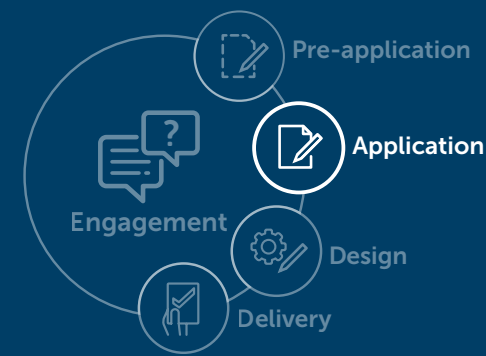 Pre-application
?
Application
Engagement
Design
Delivery